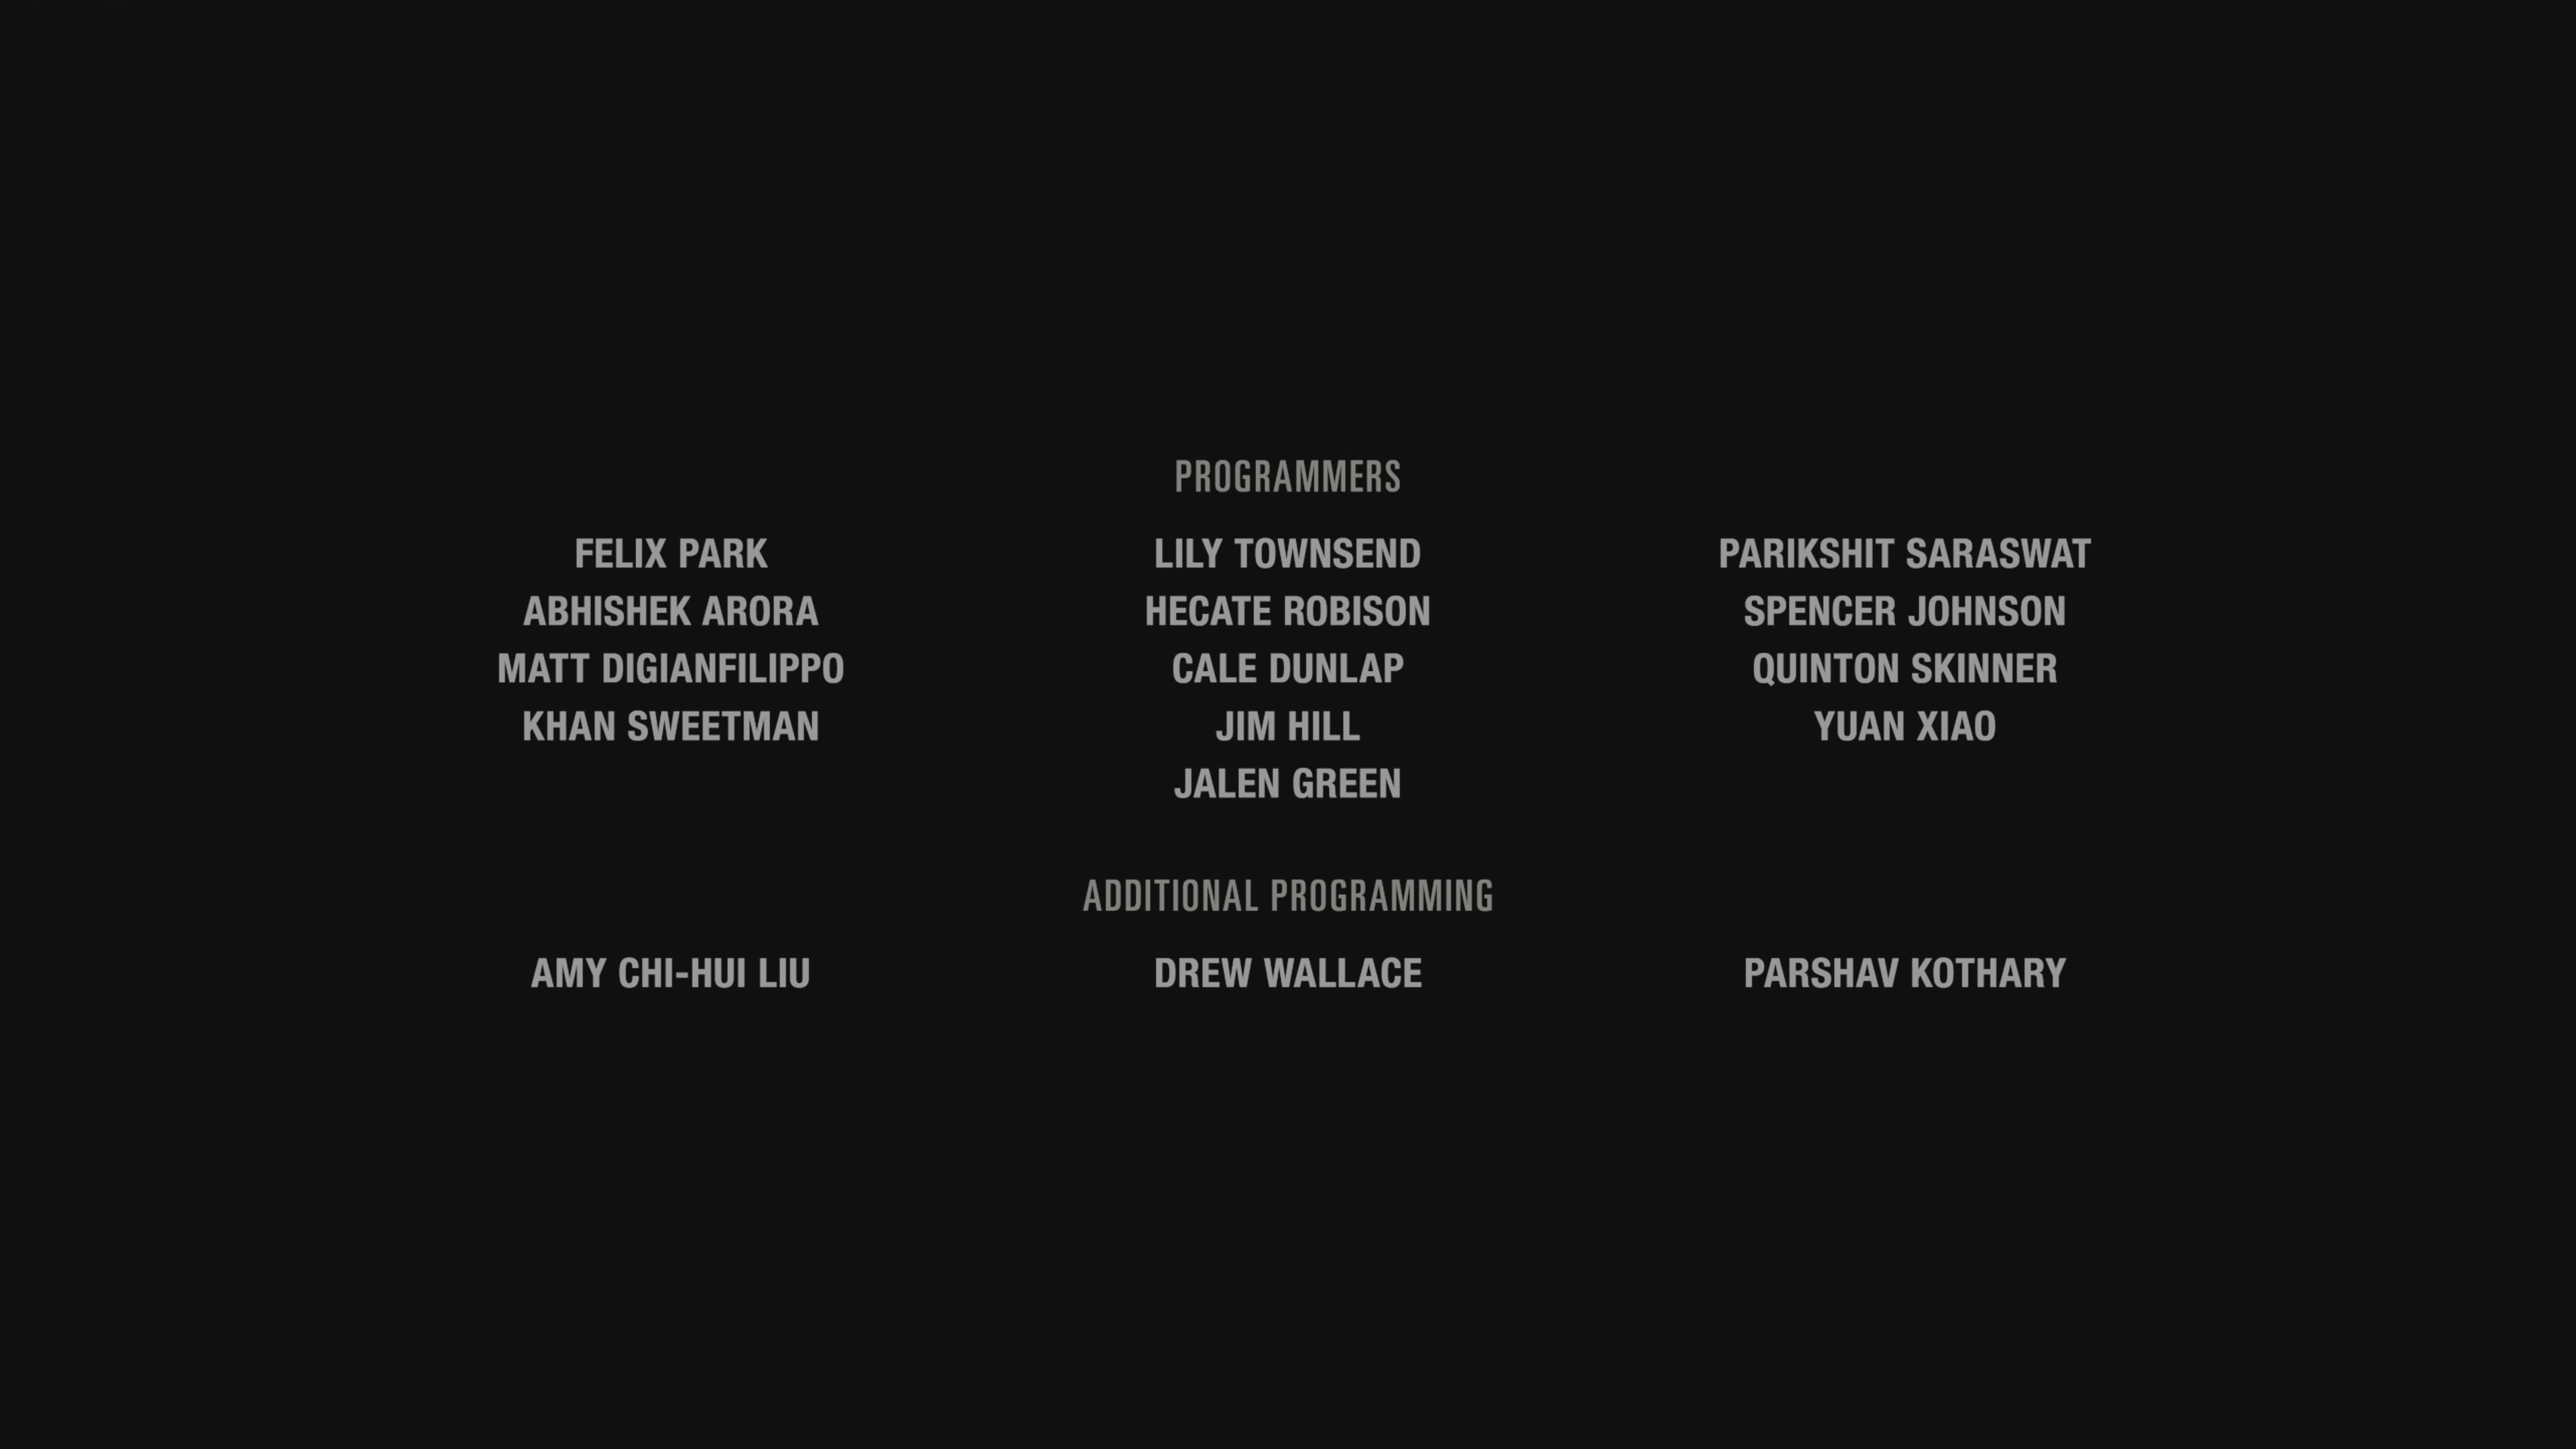 PROGRAMMERS
FELIX PARK LILY TOWNSEND PARIKSHIT SARASWAT
ABHISHEK ARORA HECATE ROBISON SPENCER JOHNSON
MATT DIGIANFILIPPO CALE DUNLAP QUINTON SKINNER
KHAN SWEETMAN JIM HILL YUAN XIAO
JALEN GREEN
ADDITIONAL PROGRAMMING
AMY CHI-HUI LIU DREW WALLACE PARSHAV KOTHARY